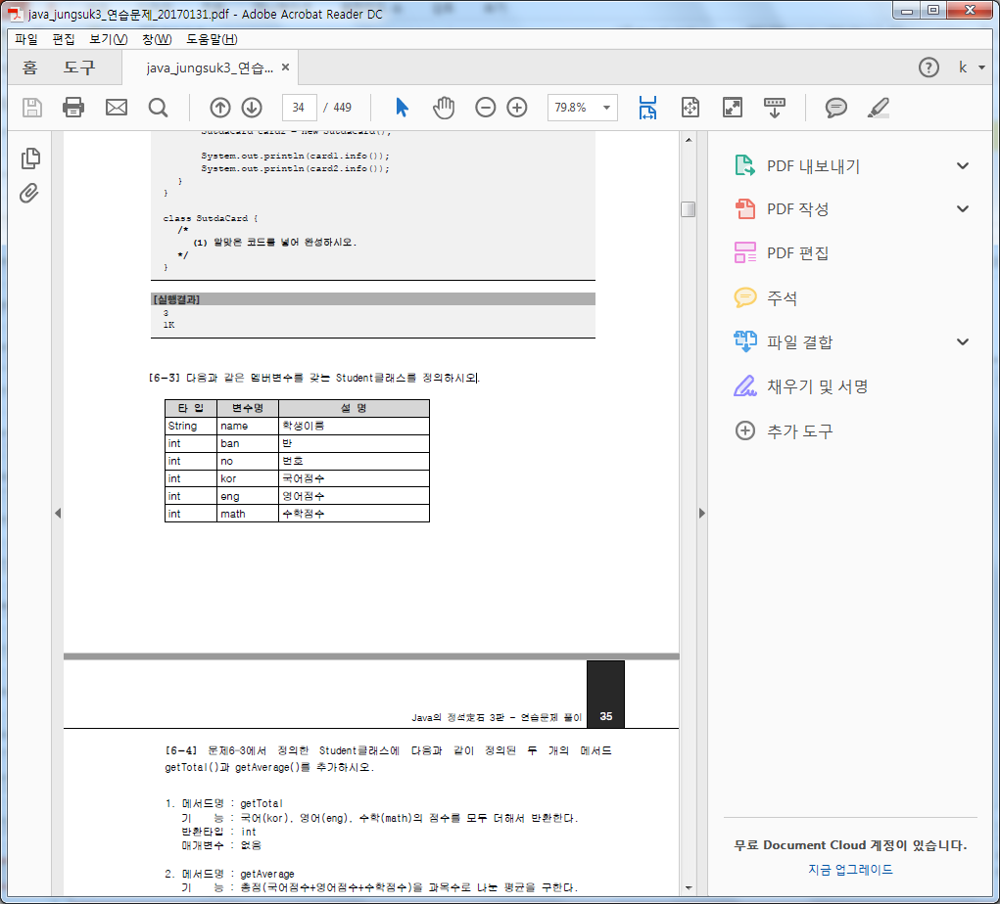 java_jungsuk3_연습문제_20170131.pdf - Adobe Acrobat Reader DC
파일 편집 보기(V) 창(W) 도움말(H)
홈 도구 java_jungsuk3_연습... ×
34 / 449 79.8% k
SutdaCard card2 = new SutdaCard();
System.out.println(card1.info());
System.out.println(card2.info());
}
}
class SutdaCard {
/*
(1) 알맞은 코드를 넣어 완성하시오.
*/
}
[실행결과]
3
1K
[6-3] 다음과 같은 멤버변수를 갖는 Student클래스를 정의하시오.
타 입 변수명 설 명
String name 학생이름
int ban 반
int no 번호
int kor 국어점수
int eng 영어점수
int math 수학점수
Java의 정석定石 3판 - 연습문제 풀이 35
[6-4] 문제6-3에서 정의한 Student클래스에 다음과 같이 정의된 두 개의 메서드
getTotal()과 getAverage()를 추가하시오.
1. 메서드명 : getTotal
기 능 : 국어(kor), 영어(eng), 수학(math)의 점수를 모두 더해서 반환한다.
반환타입 : int
매개변수 : 없음
2. 메서드명 : getAverage
기 능 : 총점(국어점수+영어점수+수학점수)을 과목수로 나눈 평균을 구한다.
PDF 내보내기
PDF 작성
PDF 편집
주석
파일 결합
채우기 및 서명
추가 도구
무료 Document Cloud 계정이 있습니다.
지금 업그레이드